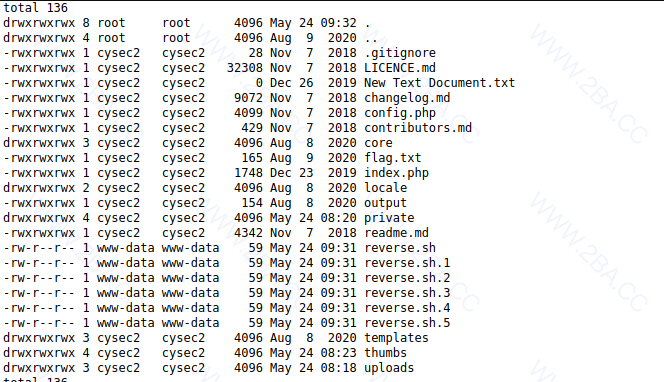 total 136
drwxrwxrwx 8 root     root      4096 May 24 09:32 .
drwxrwxrwx 4 root     root      4096 Aug  9  2020 ..
-rwxrwxrwx 1 cysec2   cysec2      28 Nov  7  2018 .gitignore
-rwxrwxrwx 1 cysec2   cysec2   32308 Nov  7  2018 LICENCE.md
-rwxrwxrwx 1 cysec2   cysec2       0 Dec 26  2019 New Text Document.txt
-rwxrwxrwx 1 cysec2   cysec2    9072 Nov  7  2018 changelog.md
-rwxrwxrwx 1 cysec2   cysec2    4099 Nov  7  2018 config.php
-rwxrwxrwx 1 cysec2   cysec2     429 Nov  7  2018 contributors.md
drwxrwxrwx 3 cysec2   cysec2    4096 Aug  8  2020 core
-rwxrwxrwx 1 cysec2   cysec2     165 Aug  9  2020 flag.txt
-rwxrwxrwx 1 cysec2   cysec2    1748 Dec 23  2019 index.php
drwxrwxrwx 2 cysec2   cysec2    4096 Aug  8  2020 locale
-rwxrwxrwx 1 cysec2   cysec2     154 Aug  8  2020 output
drwxrwxrwx 4 cysec2   cysec2    4096 May 24 08:20 private
-rwxrwxrwx 1 cysec2   cysec2    4342 Nov  7  2018 readme.md
-rw-r--r-- 1 www-data www-data    59 May 24 09:31 reverse.sh
-rw-r--r-- 1 www-data www-data    59 May 24 09:31 reverse.sh.1
-rw-r--r-- 1 www-data www-data    59 May 24 09:31 reverse.sh.2
-rw-r--r-- 1 www-data www-data    59 May 24 09:31 reverse.sh.3
-rw-r--r-- 1 www-data www-data    59 May 24 09:31 reverse.sh.4
-rw-r--r-- 1 www-data www-data    59 May 24 09:31 reverse.sh.5
drwxrwxrwx 3 cysec2   cysec2    4096 Aug  8  2020 templates
drwxrwxrwx 4 cysec2   cysec2    4096 May 24 08:23 thumbs
drwxrwxrwx 3 cysec2   cysec2    4096 May 24 08:18 uploads
total 136
WWW.2BA.CC
WWW.2BA.CC